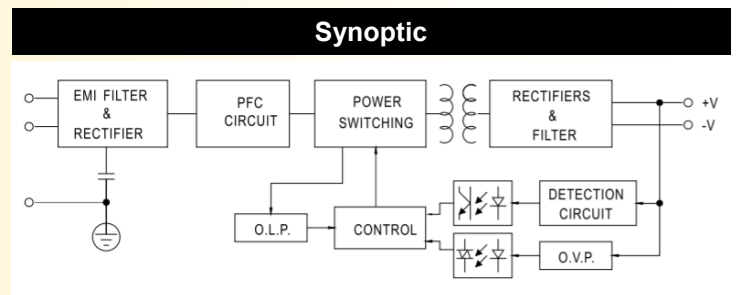 Synoptic
EMI FILTER
&
RECTIFIER
PFC
CIRCUIT
POWER
SWITCHING
RECTIFIERS
&
FILTER
+V
-V
DETECTION
CIRCUIT
O.L.P.
CONTROL
O.V.P.